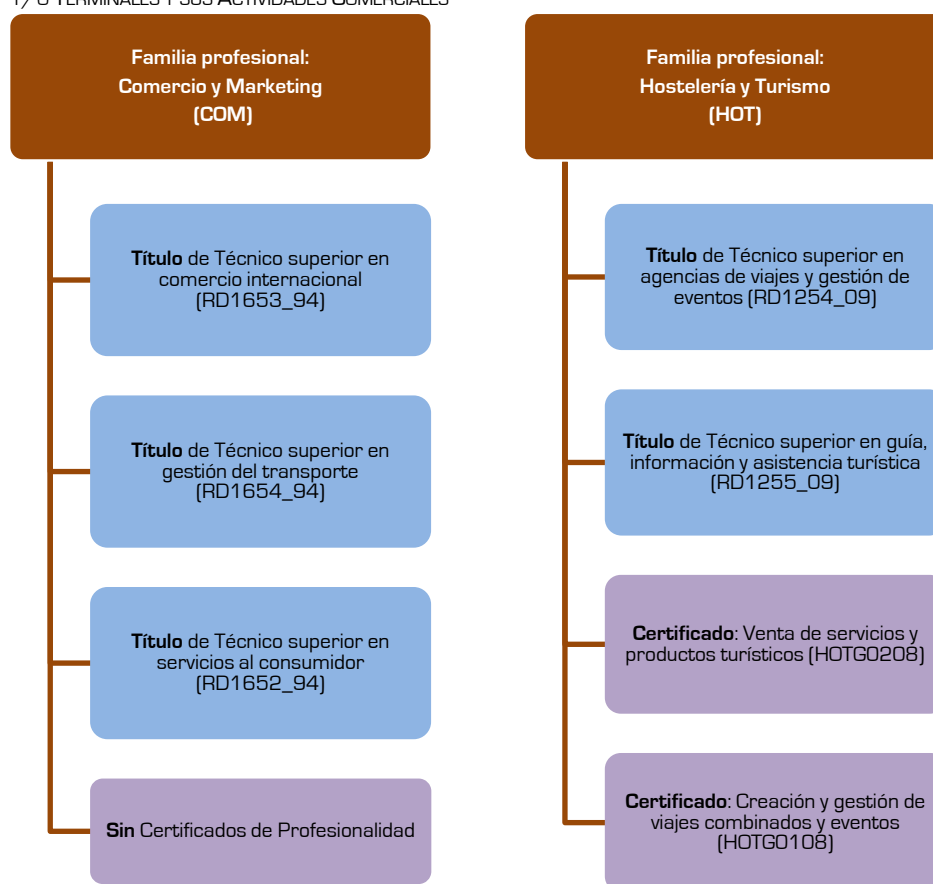 Y/O TERMINALES Y SUS ACTIVIDADES COMERCIALES
Familia profesional:
Comercio y Marketing
(COM)
Título de Técnico superior en
comercio internacional
(RD1653_94)
Título de Técnico superior en
gestión del transporte
(RD1654_94)
Título de Técnico superior en
servicios al consumidor
(RD1652_94)
Sin Certificados de Profesionalidad
Familia profesional:
Hostelería y Turismo
(HOT)
Título de Técnico superior en
agencias de viajes y gestión de
eventos (RD1254_09)
Título de Técnico superior en guía,
información y asistencia turística
(RD1255_09)
Certificado: Venta de servicios y
productos turísticos (HOTG0208)
Certificado: Creación y gestión de
viajes combinados y eventos
(HOTG0108)